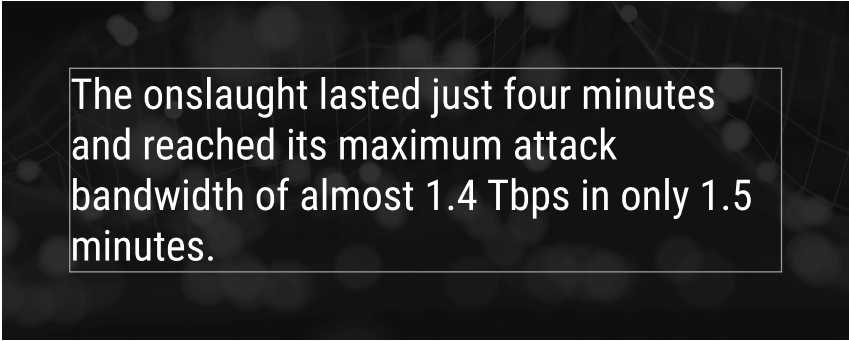 The onslaught lasted just four minutes
and reached its maximum attack
bandwidth of almost 1.4 Tbps in only 1.5
minutes.